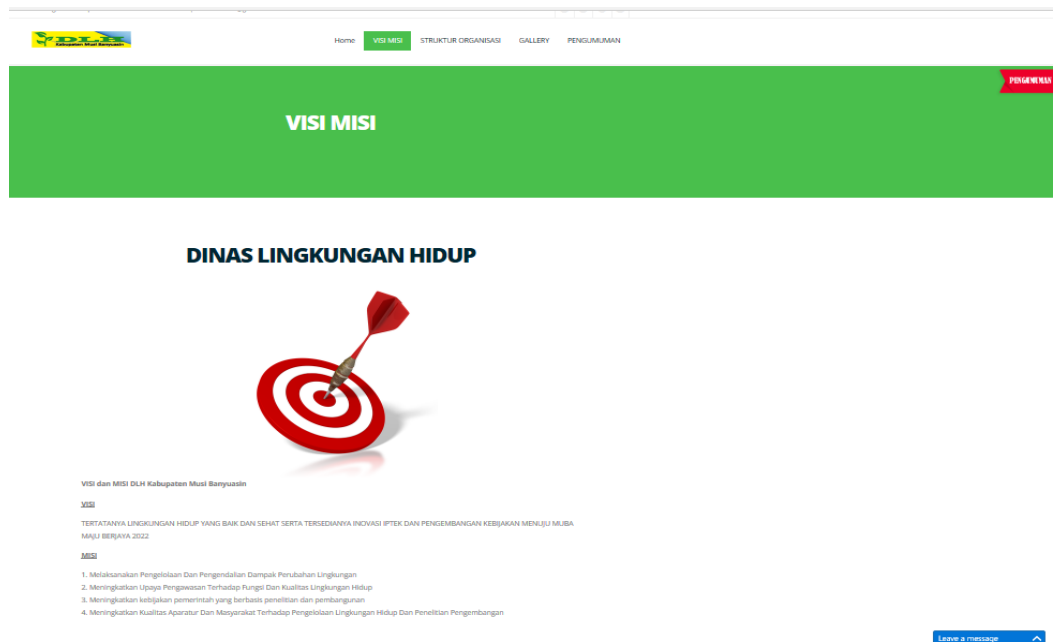 DLH
Kabupaten Musi Banyuasin
Home VISI MISI STRUKTUR ORGANISASI GALLERY PENGUMUMAN
PENGUMUMAN
VISI MISI
DINAS LINGKUNGAN HIDUP
VISI dan MISI DLH Kabupaten Musi Banyuasin
VISI
TERTATANYA LINGKUNGAN HIDUP YANG BAIK DAN SEHAT SERTA TERSEDIANYA INOVASI IPTEK DAN PENGEMBANGAN KEBIJAKAN MENUJU MUBA
MAJU BERJAYA 2022
MISI
1. Melaksanakan Pengelolaan Dan Pengendalian Dampak Perubahan Lingkungan
2. Meningkatkan Upaya Pengawasan Terhadap Fungsi Dan Kualitas Lingkungan Hidup
3. Meningkatkan kebijakan pemerintah yang berbasis penelitian dan pembangunan
4. Meningkatkan Kualitas Aparatur Dan Masyarakat Terhadap Pengelolaan Lingkungan Hidup Dan Penelitian Pengembangan
Leave a message